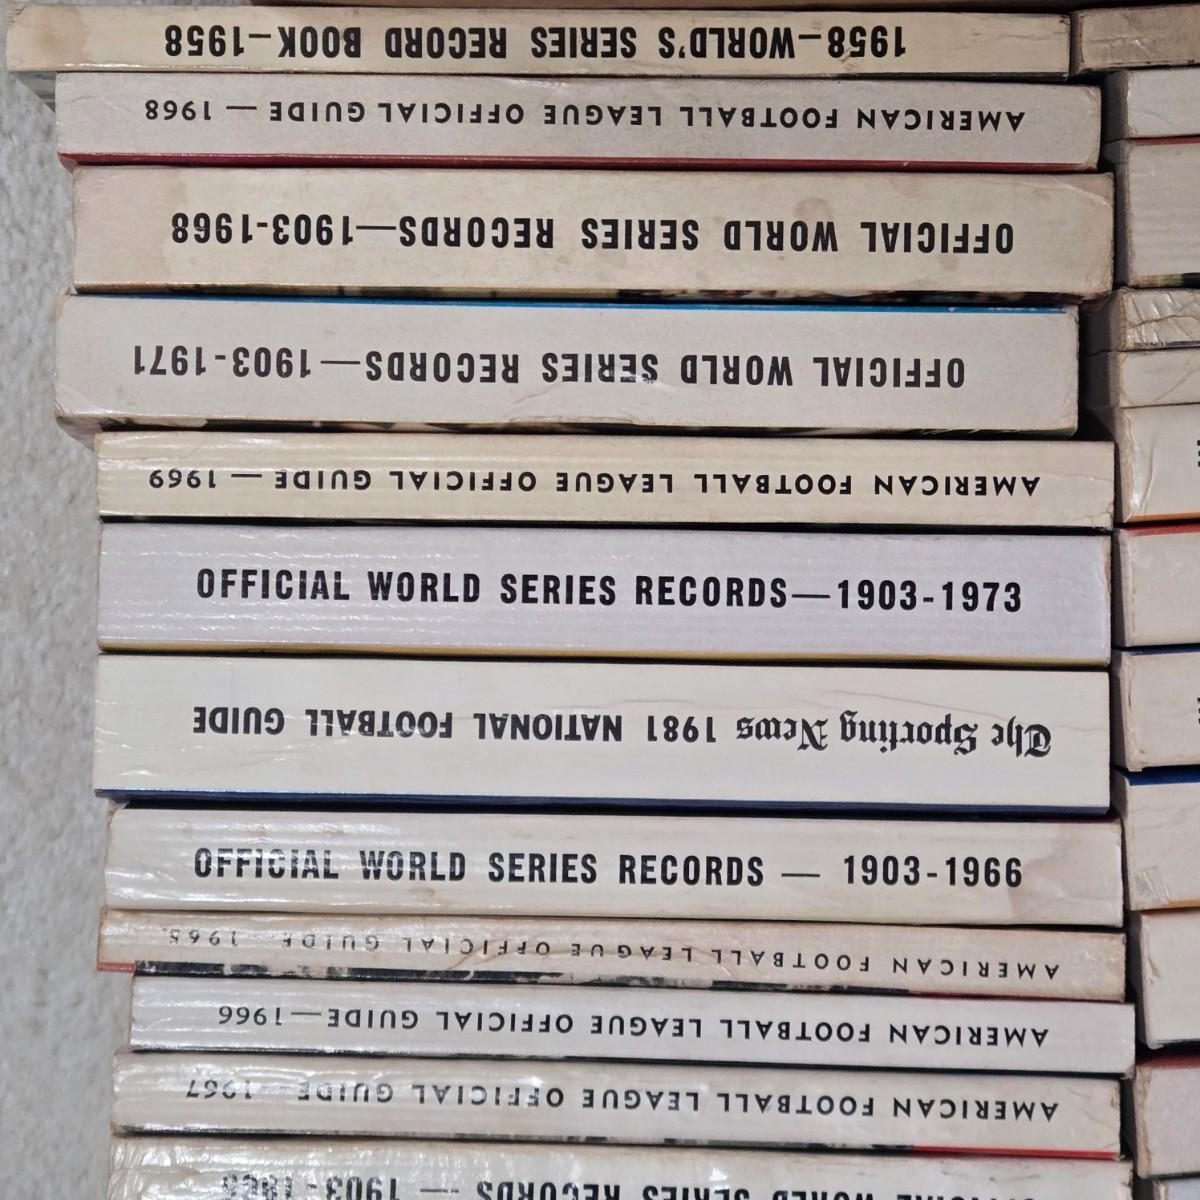 1958—WORLD'S SERIES RECORD BOOK—1958
AMERICAN FOOTBALL LEAGUE OFFICIAL GUIDE — 1968
OFFICIAL WORLD SERIES RECORDS—1903-1968
OFFICIAL WORLD SERIES RECORDS—1903-1971
AMERICAN FOOTBALL LEAGUE OFFICIAL GUIDE — 1969
OFFICIAL WORLD SERIES RECORDS—1903-1973
The Sporting News 1981 NATIONAL FOOTBALL GUIDE
OFFICIAL WORLD SERIES RECORDS — 1903-1966
AMERICAN FOOTBALL LEAGUE OFFICIAL GUIDE 1965
AMERICAN FOOTBALL LEAGUE OFFICIAL GUIDE—1966
AMERICAN FOOTBALL LEAGUE OFFICIAL GUIDE 1967
WORLD SERIES RECORDS —